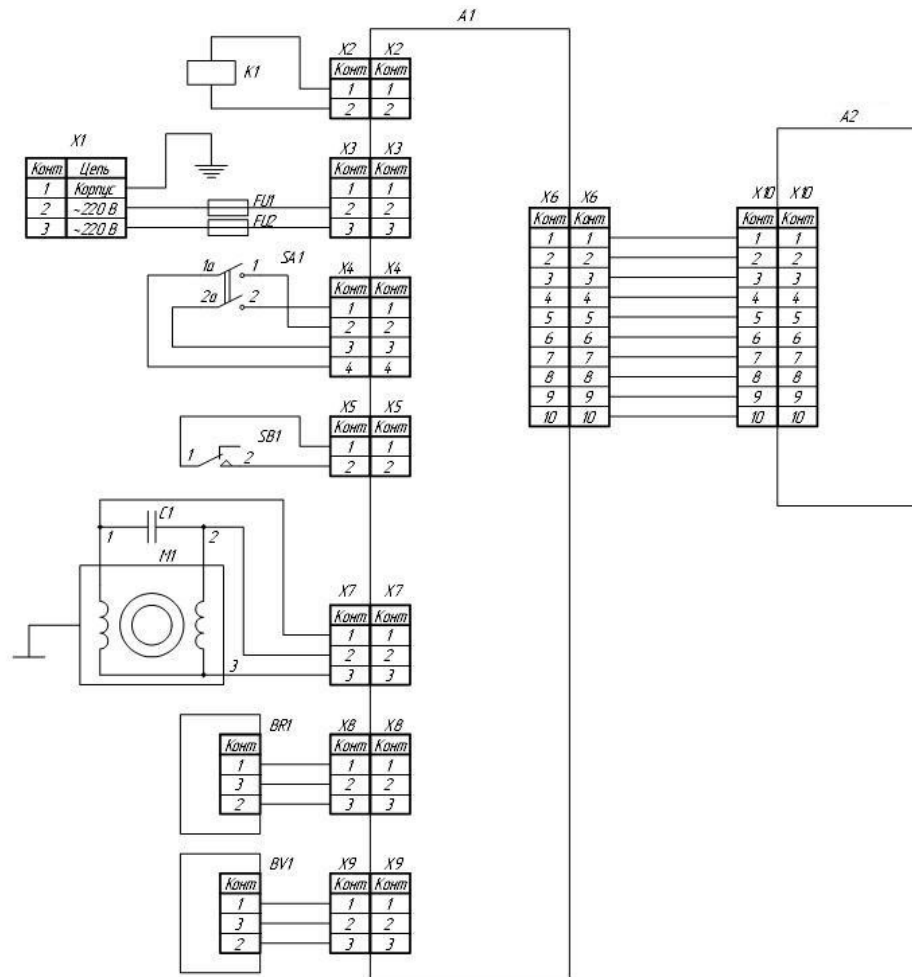 A1
K1
X2 X2
Конт Конт
1 1
2 2
A2
X1
Конт Цепь
1 Корпус
2 ~220 В
3 ~220 В
FU1
FU2
X3 X3
Конт Конт
1 1
2 2
3 3
SA1
1a 1
2a 2
X4 X4
Конт Конт
1 1
2 2
3 3
4 4
X6 X6
Конт Конт
1 1
2 2
3 3
4 4
5 5
6 6
7 7
8 8
9 9
10 10
X10 X10
Конт Конт
1 1
2 2
3 3
4 4
5 5
6 6
7 7
8 8
9 9
10 10
SB1
1 2
X5 X5
Конт Конт
1 1
2 2
C1
1 2
M1
3
X7 X7
Конт Конт
1 1
2 2
3 3
BR1
Конт
1
3
2
X8 X8
Конт Конт
1 1
2 2
3 3
BV1
Конт
1
3
2
X9 X9
Конт Конт
1 1
2 2
3 3